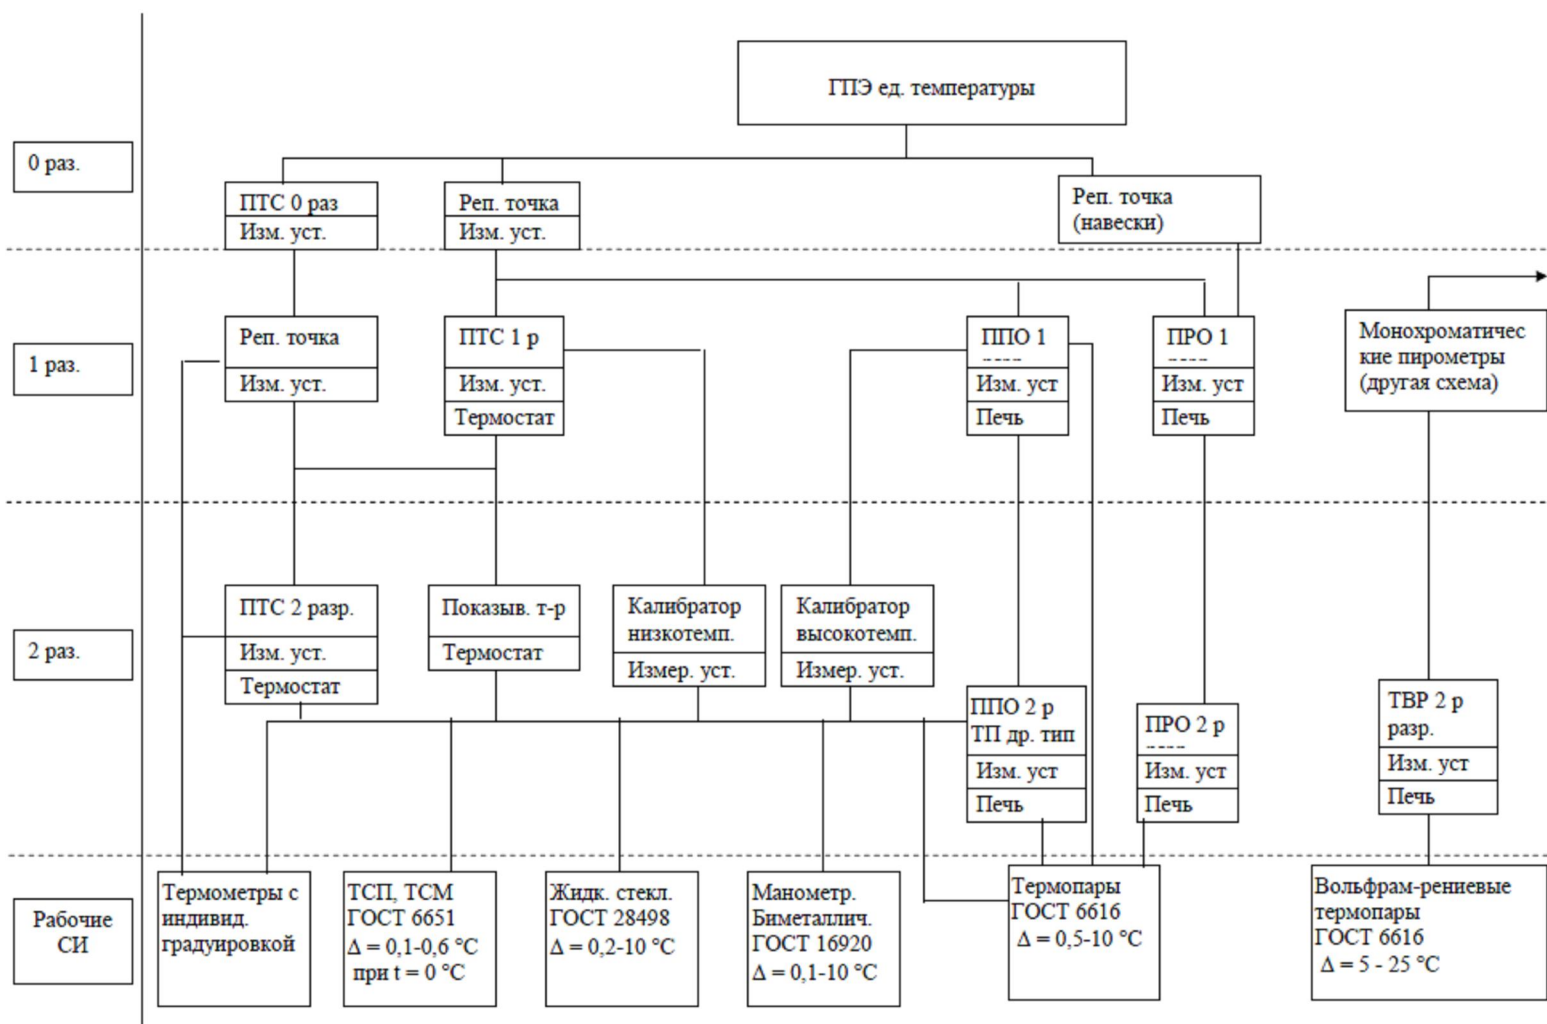 ГПЭ ед. температуры
0 раз.
ПТС 0 раз
Изм. уст.
Реп. точка
Изм. уст.
Реп. точка
(навески)
1 раз.
Реп. точка
Изм. уст.
ПТС 1 р
Изм. уст.
Термостат
ППО 1
Изм. уст
Печь
ПРО 1
Изм. уст
Печь
Монохроматичес
кие пирометры
(другая схема)
2 раз.
ПТС 2 разр.
Изм. уст.
Термостат
Показыв. т-р
Термостат
Калибратор
низкотемп.
Измер. уст.
Калибратор
высокотемп.
Измер. уст.
ППО 2 р
ТП др. тип
Изм. уст
Печь
ПРО 2 р
Изм. уст
Печь
ТВР 2 р
разр.
Изм. уст
Печь
Рабочие
СИ
Термометры с
индивид.
градуировкой
ТСП, ТСМ
ГОСТ 6651
Δ = 0,1-0,6 °С
при t = 0 °С
Жидк. стекл.
ГОСТ 28498
Δ = 0,2-10 °С
Манометр.
Биметаллич.
ГОСТ 16920
Δ = 0,1-10 °С
Термопары
ГОСТ 6616
Δ = 0,5-10 °С
Вольфрам-рениевые
термопары
ГОСТ 6616
Δ = 5 - 25 °С